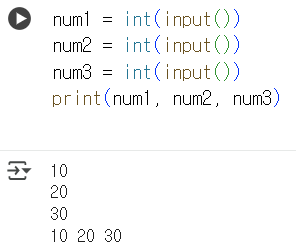 num1 = int(input())
num2 = int(input())
num3 = int(input())
print(num1, num2, num3)
10
20
30
10 20 30